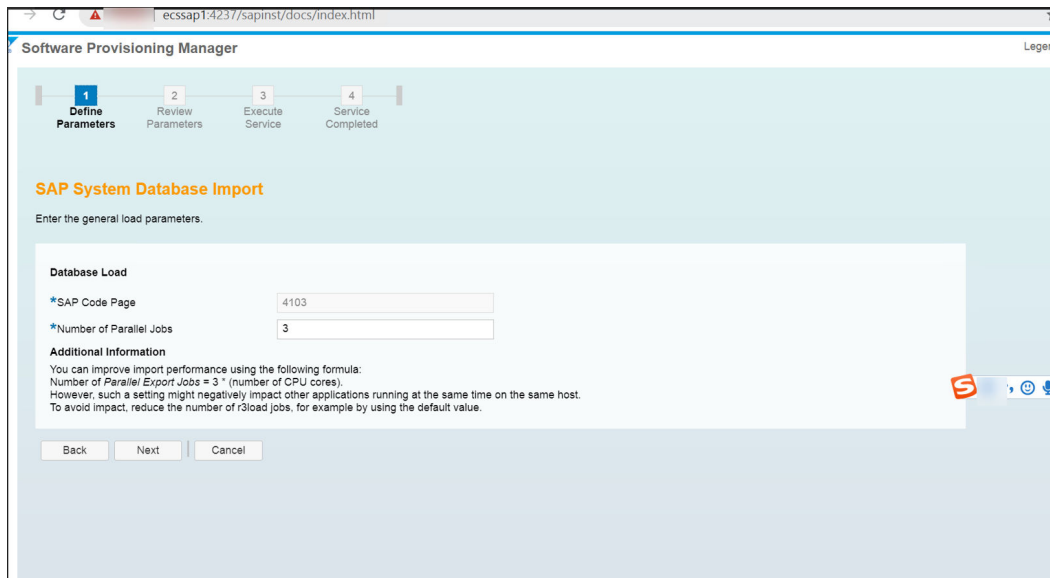 ecssap1:4237/sapinst/docs/index.html
Software Provisioning Manager
1
2
3
4
Define Parameters
Review Parameters
Execute Service
Service Completed
SAP System Database Import
Enter the general load parameters.
Database Load
*SAP Code Page
4103
*Number of Parallel Jobs
3
Additional Information
You can improve import performance using the following formula:
Number of Parallel Export Jobs = 3 * (number of CPU cores).
However, such a setting might negatively impact other applications running at the same time on the same host.
To avoid impact, reduce the number of r3load jobs, for example by using the default value.
Back
Next
Cancel